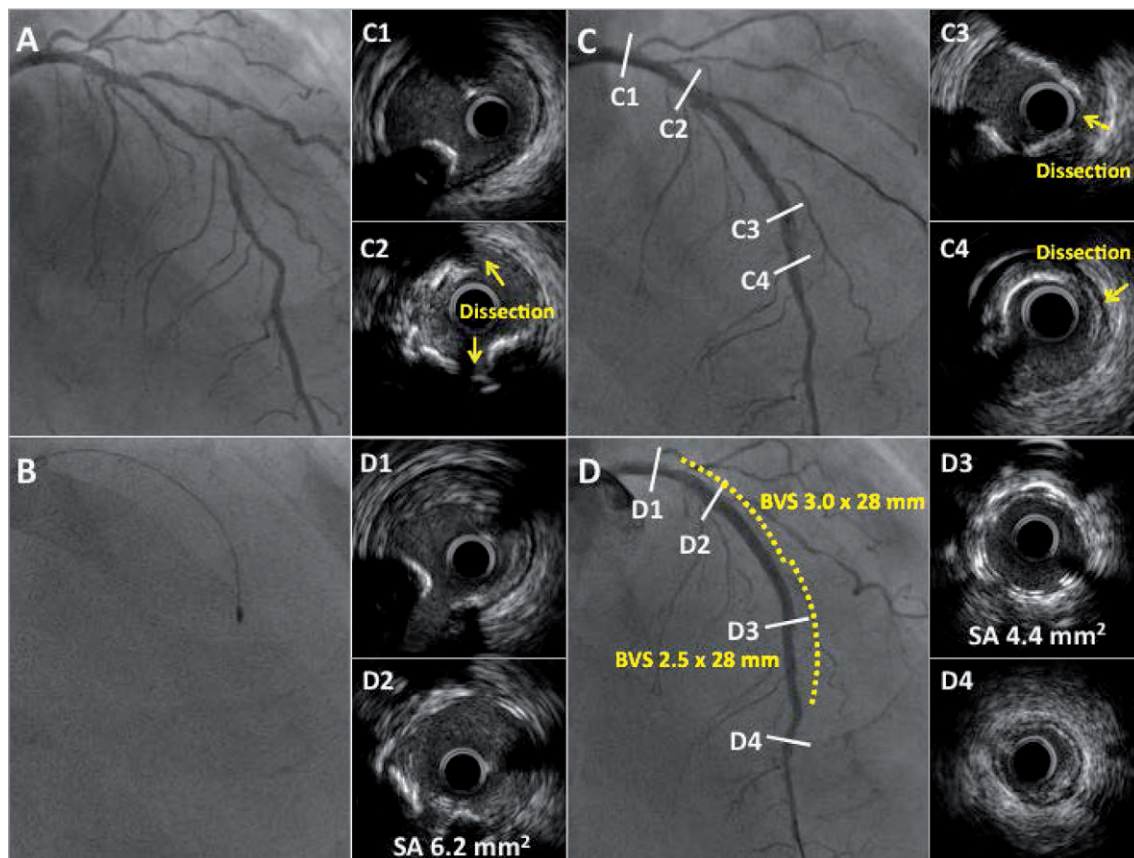 A
C1
C2
Dissection
C
C1
C2
C3
C4
C3
Dissection
C4
Dissection
B
D1
D2
SA 6.2 mm²
D
D1
D2
BVS 3.0 x 28 mm
D3
BVS 2.5 x 28 mm
D4
D3
SA 4.4 mm²
D4